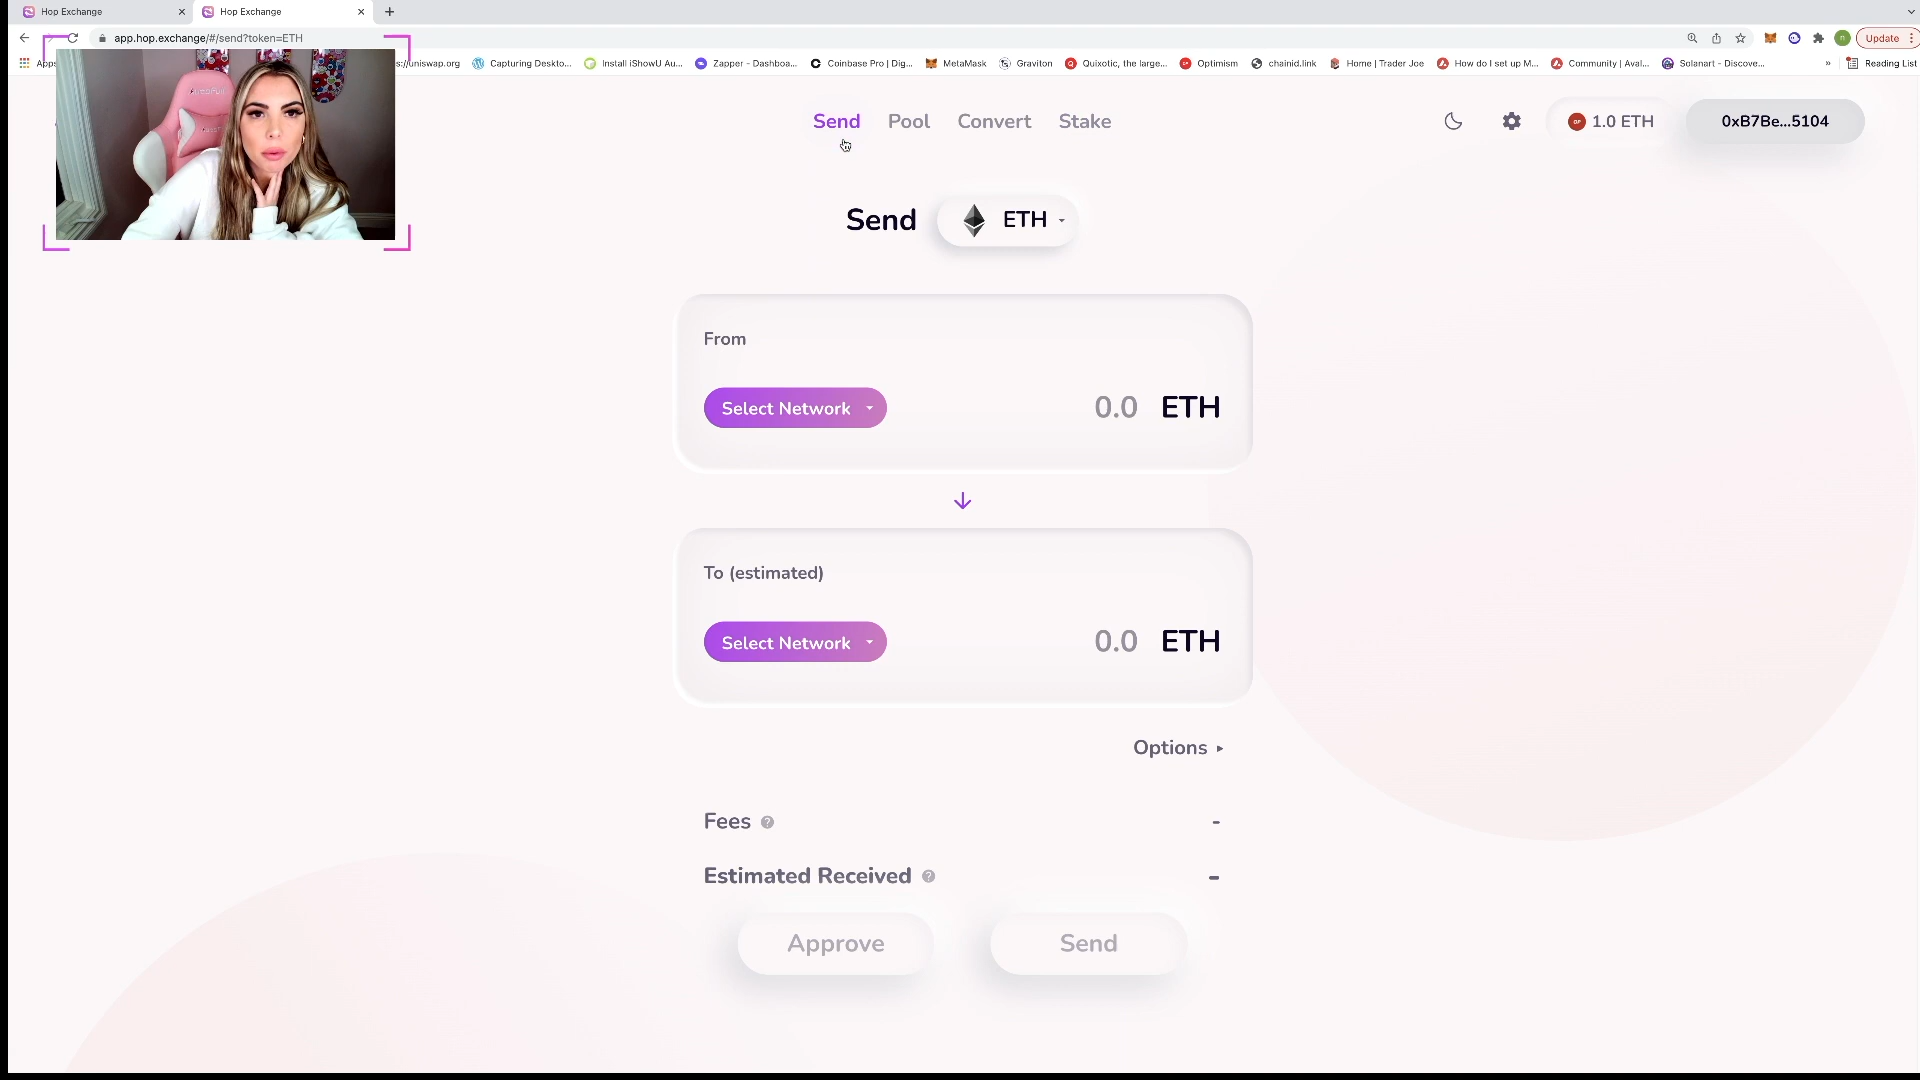 Hop Exchange
Hop Exchange
app.hop.exchange/#/send?token=ETH
Update
Apps
s://uniswap.org
Capturing Deskto...
Install iShowU Au...
Zapper - Dashboa...
Coinbase Pro | Dig...
MetaMask
Graviton
Quixotic, the large...
Optimism
chainid.link
Home | Trader Joe
How do I set up M...
Community | Aval...
Solanart - Discove...
»
Reading List
Send
Pool
Convert
Stake
1.0 ETH
0xB7Be...5104
Send
ETH
From
Select Network
0.0 ETH
To (estimated)
Select Network
0.0 ETH
Options
Fees
-
Estimated Received
-
Approve
Send